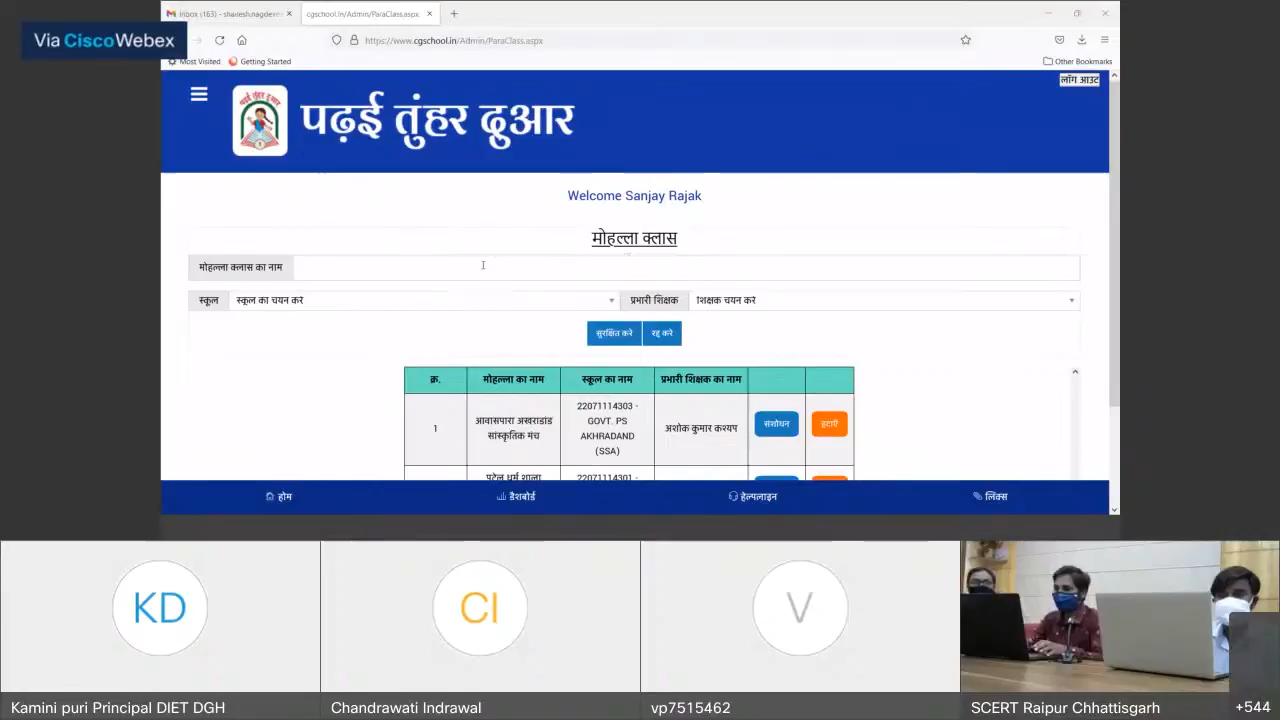 Inbox (163) - shailesh.nagdeve
cgschool.in/Admin/ParaClass.aspx
Via CiscoWebex
https://www.cgschool.in/Admin/ParaClass.aspx
Most Visited Getting Started Other Bookmarks
लॉग आउट
पढ़ई तुंहर दुआर
Welcome Sanjay Rajak
मोहल्ला क्लास
मोहल्ला क्लास का नाम
स्कूल स्कूल का चयन करे प्रभारी शिक्षक शिक्षक चयन करे
सुरक्षित करे रद्द करे
क्र. मोहल्ला का नाम स्कूल का नाम प्रभारी शिक्षक का नाम
1 आवासपारा अखराडांड सांस्कृतिक मंच 22071114303 - GOVT. PS AKHRADAND (SSA) अशोक कुमार कश्यप संशोधन हटाएँ
पटेल धर्म शाला 22071114301 -
होम डैशबोर्ड हेल्पलाइन लिंक्स
KD CI V
Kamini puri Principal DIET DGH Chandrawati Indrawal vp7515462 SCERT Raipur Chhattisgarh +544